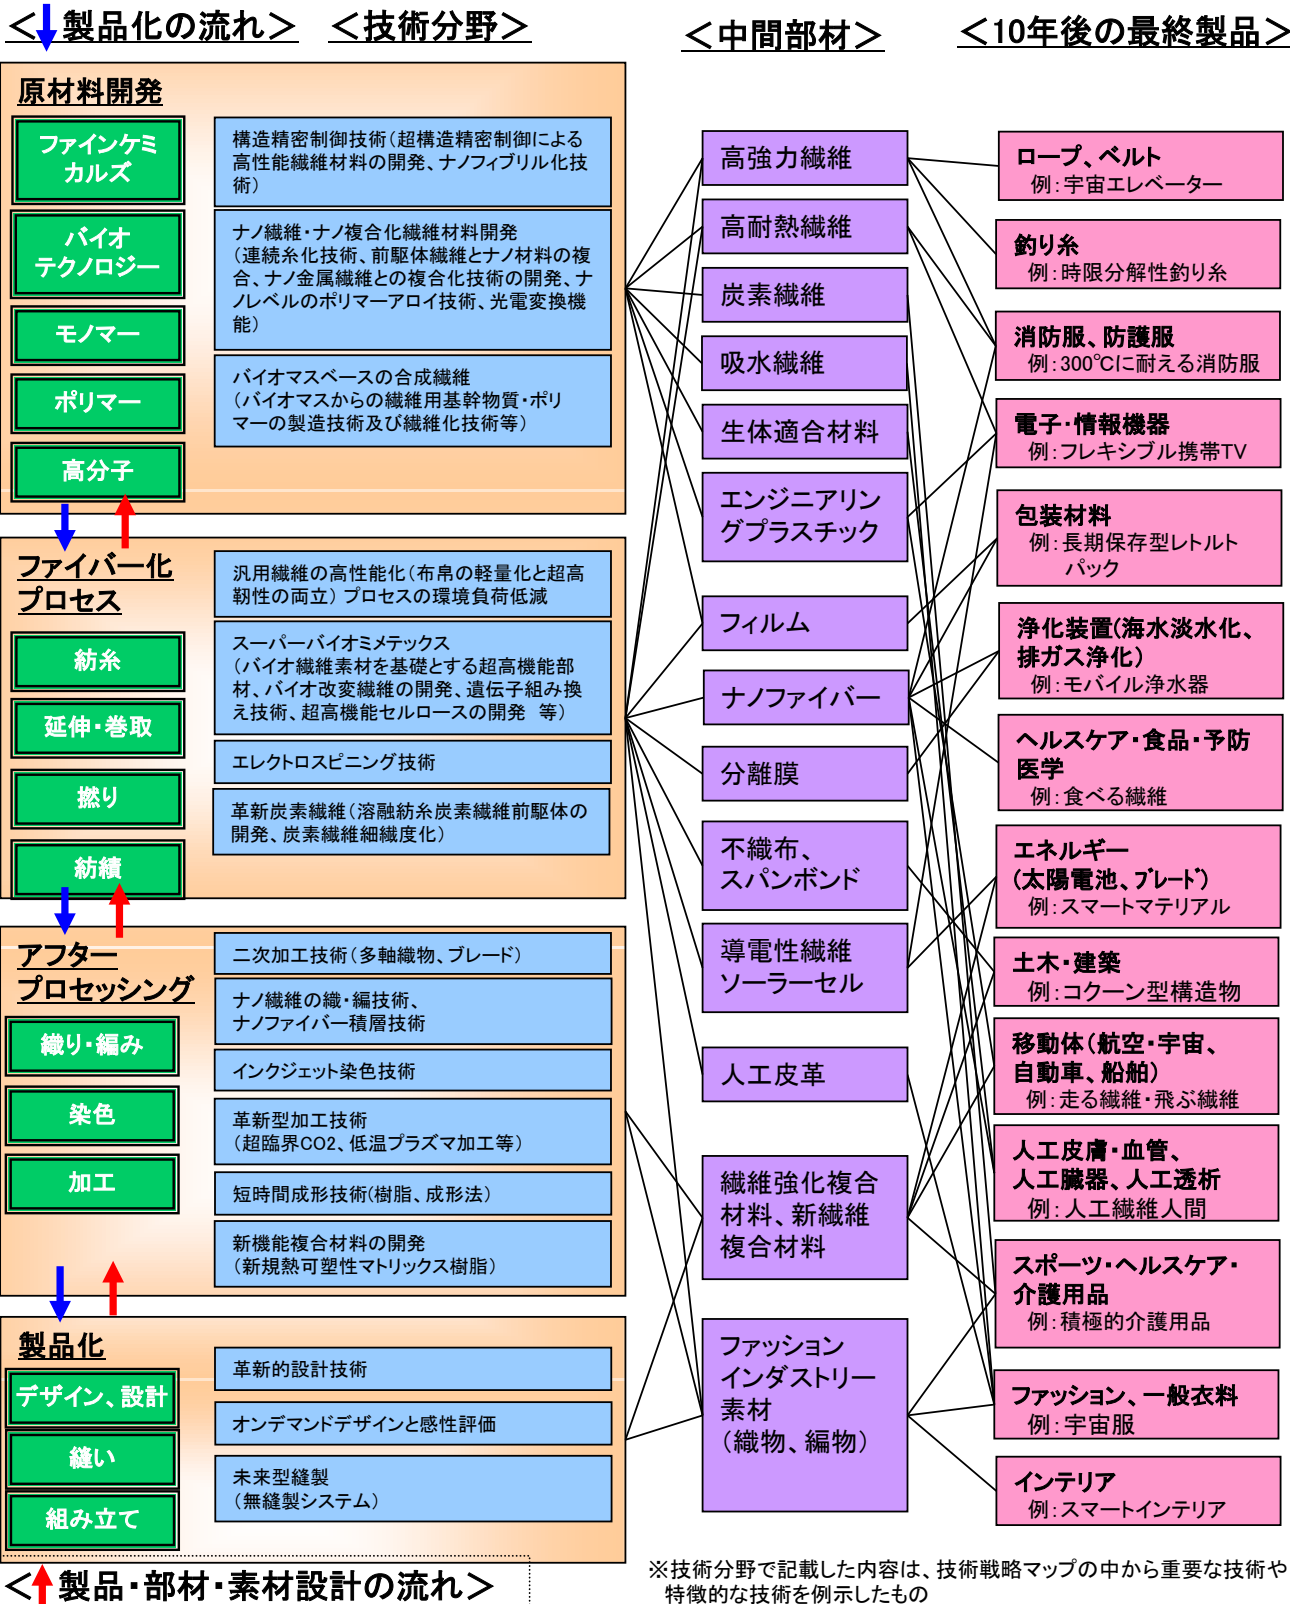 ＜製品化の流れ＞
＜技術分野＞
＜中間部材＞
＜10年後の最終製品＞
原材料開発
ファインケミ
カルズ
バイオ
テクノロジー
モノマー
ポリマー
高分子
構造精密制御技術(超構造精密制御による
高性能繊維材料の開発、ナノフィブリル化技
術)
ナノ繊維・ナノ複合化繊維材料開発
(連続糸化技術、前駆体繊維とナノ材料の複
合、ナノ金属繊維との複合化技術の開発、ナ
ノレベルのポリマーアロイ技術、光電変換機
能)
バイオマスベースの合成繊維
(バイオマスからの繊維用基幹物質・ポリ
マーの製造技術及び繊維化技術等)
ファイバー化
プロセス
紡糸
延伸・巻取
撚り
紡績
汎用繊維の高性能化(布帛の軽量化と超高
靭性の両立) プロセスの環境負荷低減
スーパーバイオミメテックス
(バイオ繊維素材を基礎とする超高機能部
材、バイオ改変繊維の開発、遺伝子組み換
え技術、超高機能セルロースの開発　等)
エレクトロスピニング技術
革新炭素繊維(溶融紡糸炭素繊維前駆体の
開発、炭素繊維細繊度化)
アフター
プロセッシング
織り・編み
染色
加工
二次加工技術(多軸織物、ブレード)
ナノ繊維の織・編技術、
ナノファイバー積層技術
インクジェット染色技術
革新型加工技術
(超臨界CO2、低温プラズマ加工等)
短時間成形技術(樹脂、成形法)
新機能複合材料の開発
(新規熱可塑性マトリックス樹脂)
製品化
デザイン、設計
縫い
組み立て
革新的設計技術
オンデマンドデザインと感性評価
未来型縫製
(無縫製システム)
＜製品・部材・素材設計の流れ＞
高強力繊維
高耐熱繊維
炭素繊維
吸水繊維
生体適合材料
エンジニアリン
グプラスチック
フィルム
ナノファイバー
分離膜
不織布、
スパンボンド
導電性繊維
ソーラーセル
人工皮革
繊維強化複合
材料、新繊維
複合材料
ファッション
インダストリー
素材
(織物、編物)
ロープ、ベルト
例:宇宙エレベーター
釣り糸
例:時限分解性釣り糸
消防服、防護服
例:300℃に耐える消防服
電子・情報機器
例:フレキシブル携帯TV
包装材料
例:長期保存型レトルト
パック
浄化装置(海水淡水化、
排ガス浄化)
例:モバイル浄水器
ヘルスケア・食品・予防
医学
例:食べる繊維
エネルギー
(太陽電池、ブレード)
例:スマートマテリアル
土木・建築
例:コクーン型構造物
移動体(航空・宇宙、
自動車、船舶)
例:走る繊維・飛ぶ繊維
人工皮膚・血管、
人工臓器、人工透析
例:人工繊維人間
スポーツ・ヘルスケア・
介護用品
例:積極的介護用品
ファッション、一般衣料
例:宇宙服
インテリア
例:スマートインテリア
※技術分野で記載した内容は、技術戦略マップの中から重要な技術や
特徴的な技術を例示したもの